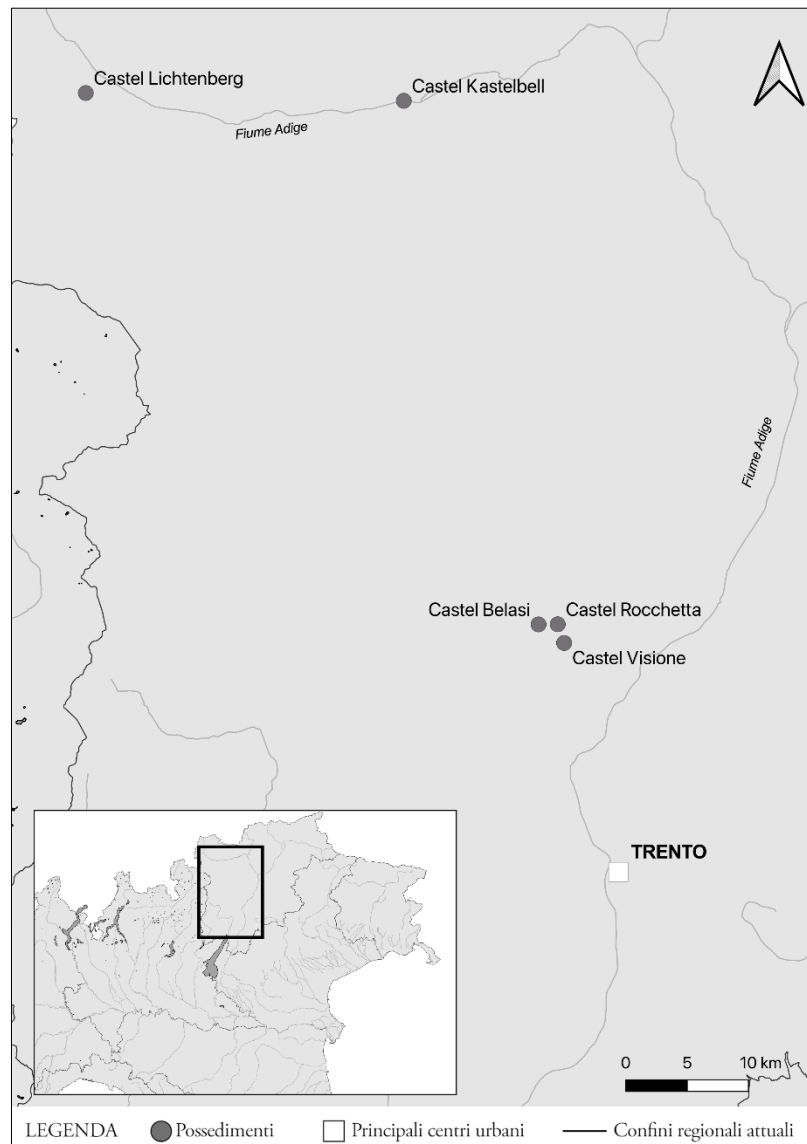 Castel Lichtenberg
Castel Kastelbell
Fiume Adige
Fiume Adige
Castel Belasi
Castel Rocchetta
Castel Visione
TRENTO
0 5 10 km
LEGENDA Possedimenti Principali centri urbani Confini regionali attuali